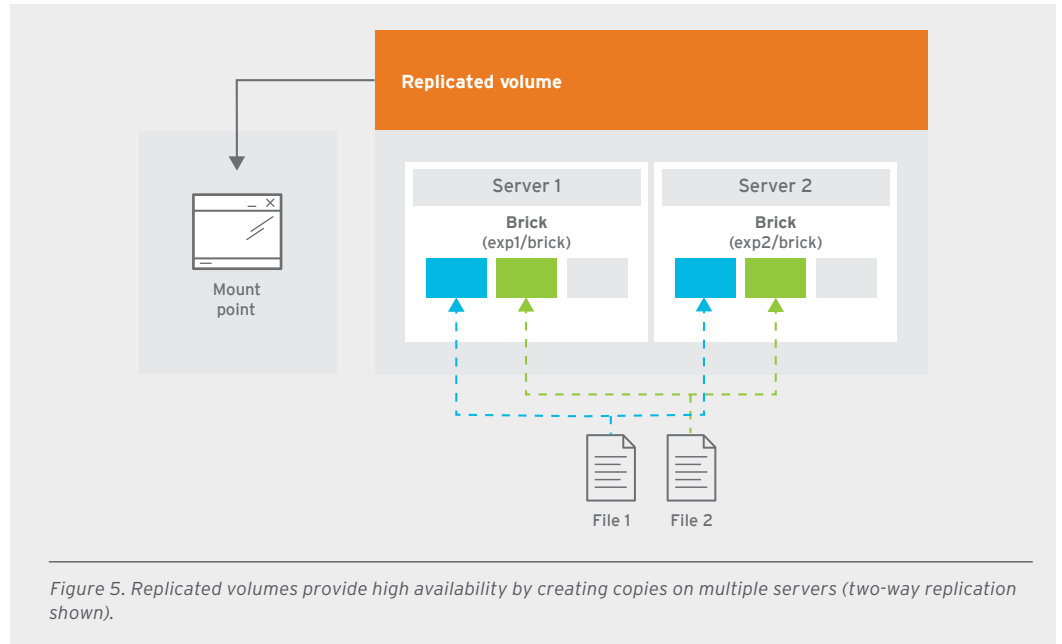 Replicated volume
Server 1
Brick
(exp1/brick)
Server 2
Brick
(exp2/brick)
Mount
point
File 1
File 2
Figure 5. Replicated volumes provide high availability by creating copies on multiple servers (two-way replication
shown).